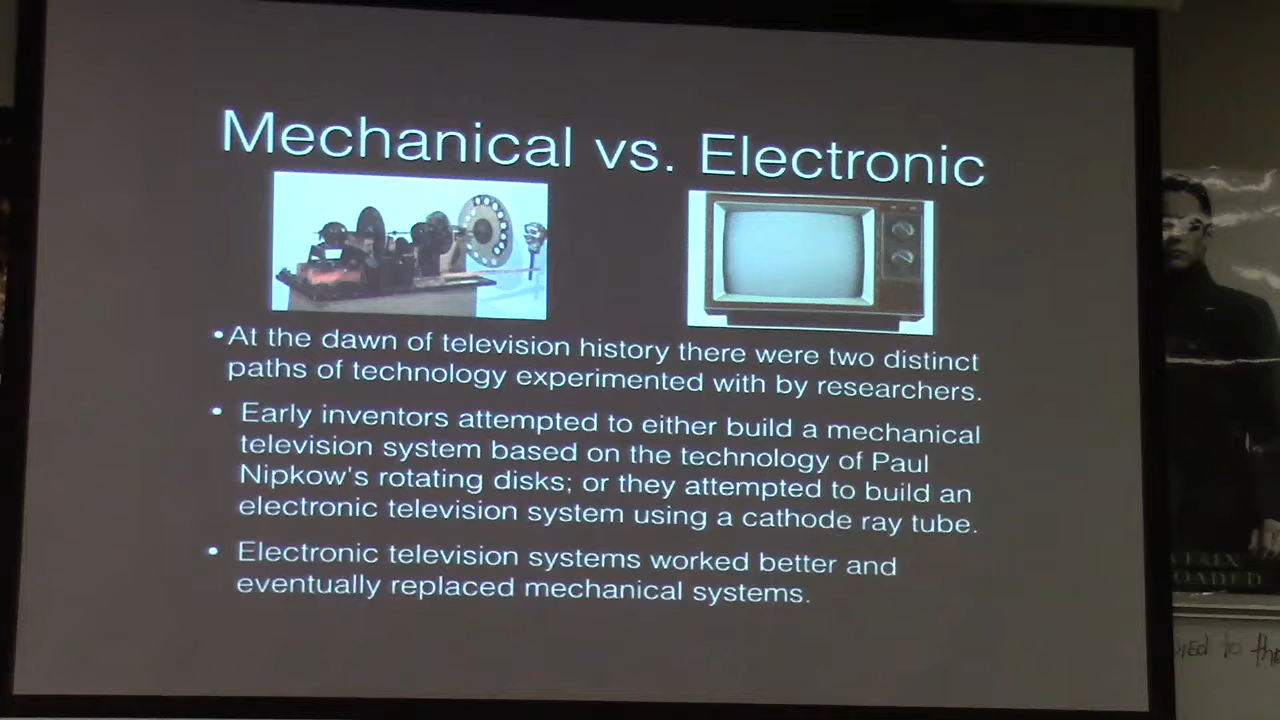 Mechanical vs. Electronic
•At the dawn of television history there were two distinct
paths of technology experimented with by researchers.
• Early inventors attempted to either build a mechanical
television system based on the technology of Paul
Nipkow's rotating disks; or they attempted to build an
electronic television system using a cathode ray tube.
• Electronic television systems worked better and
eventually replaced mechanical systems.
to the